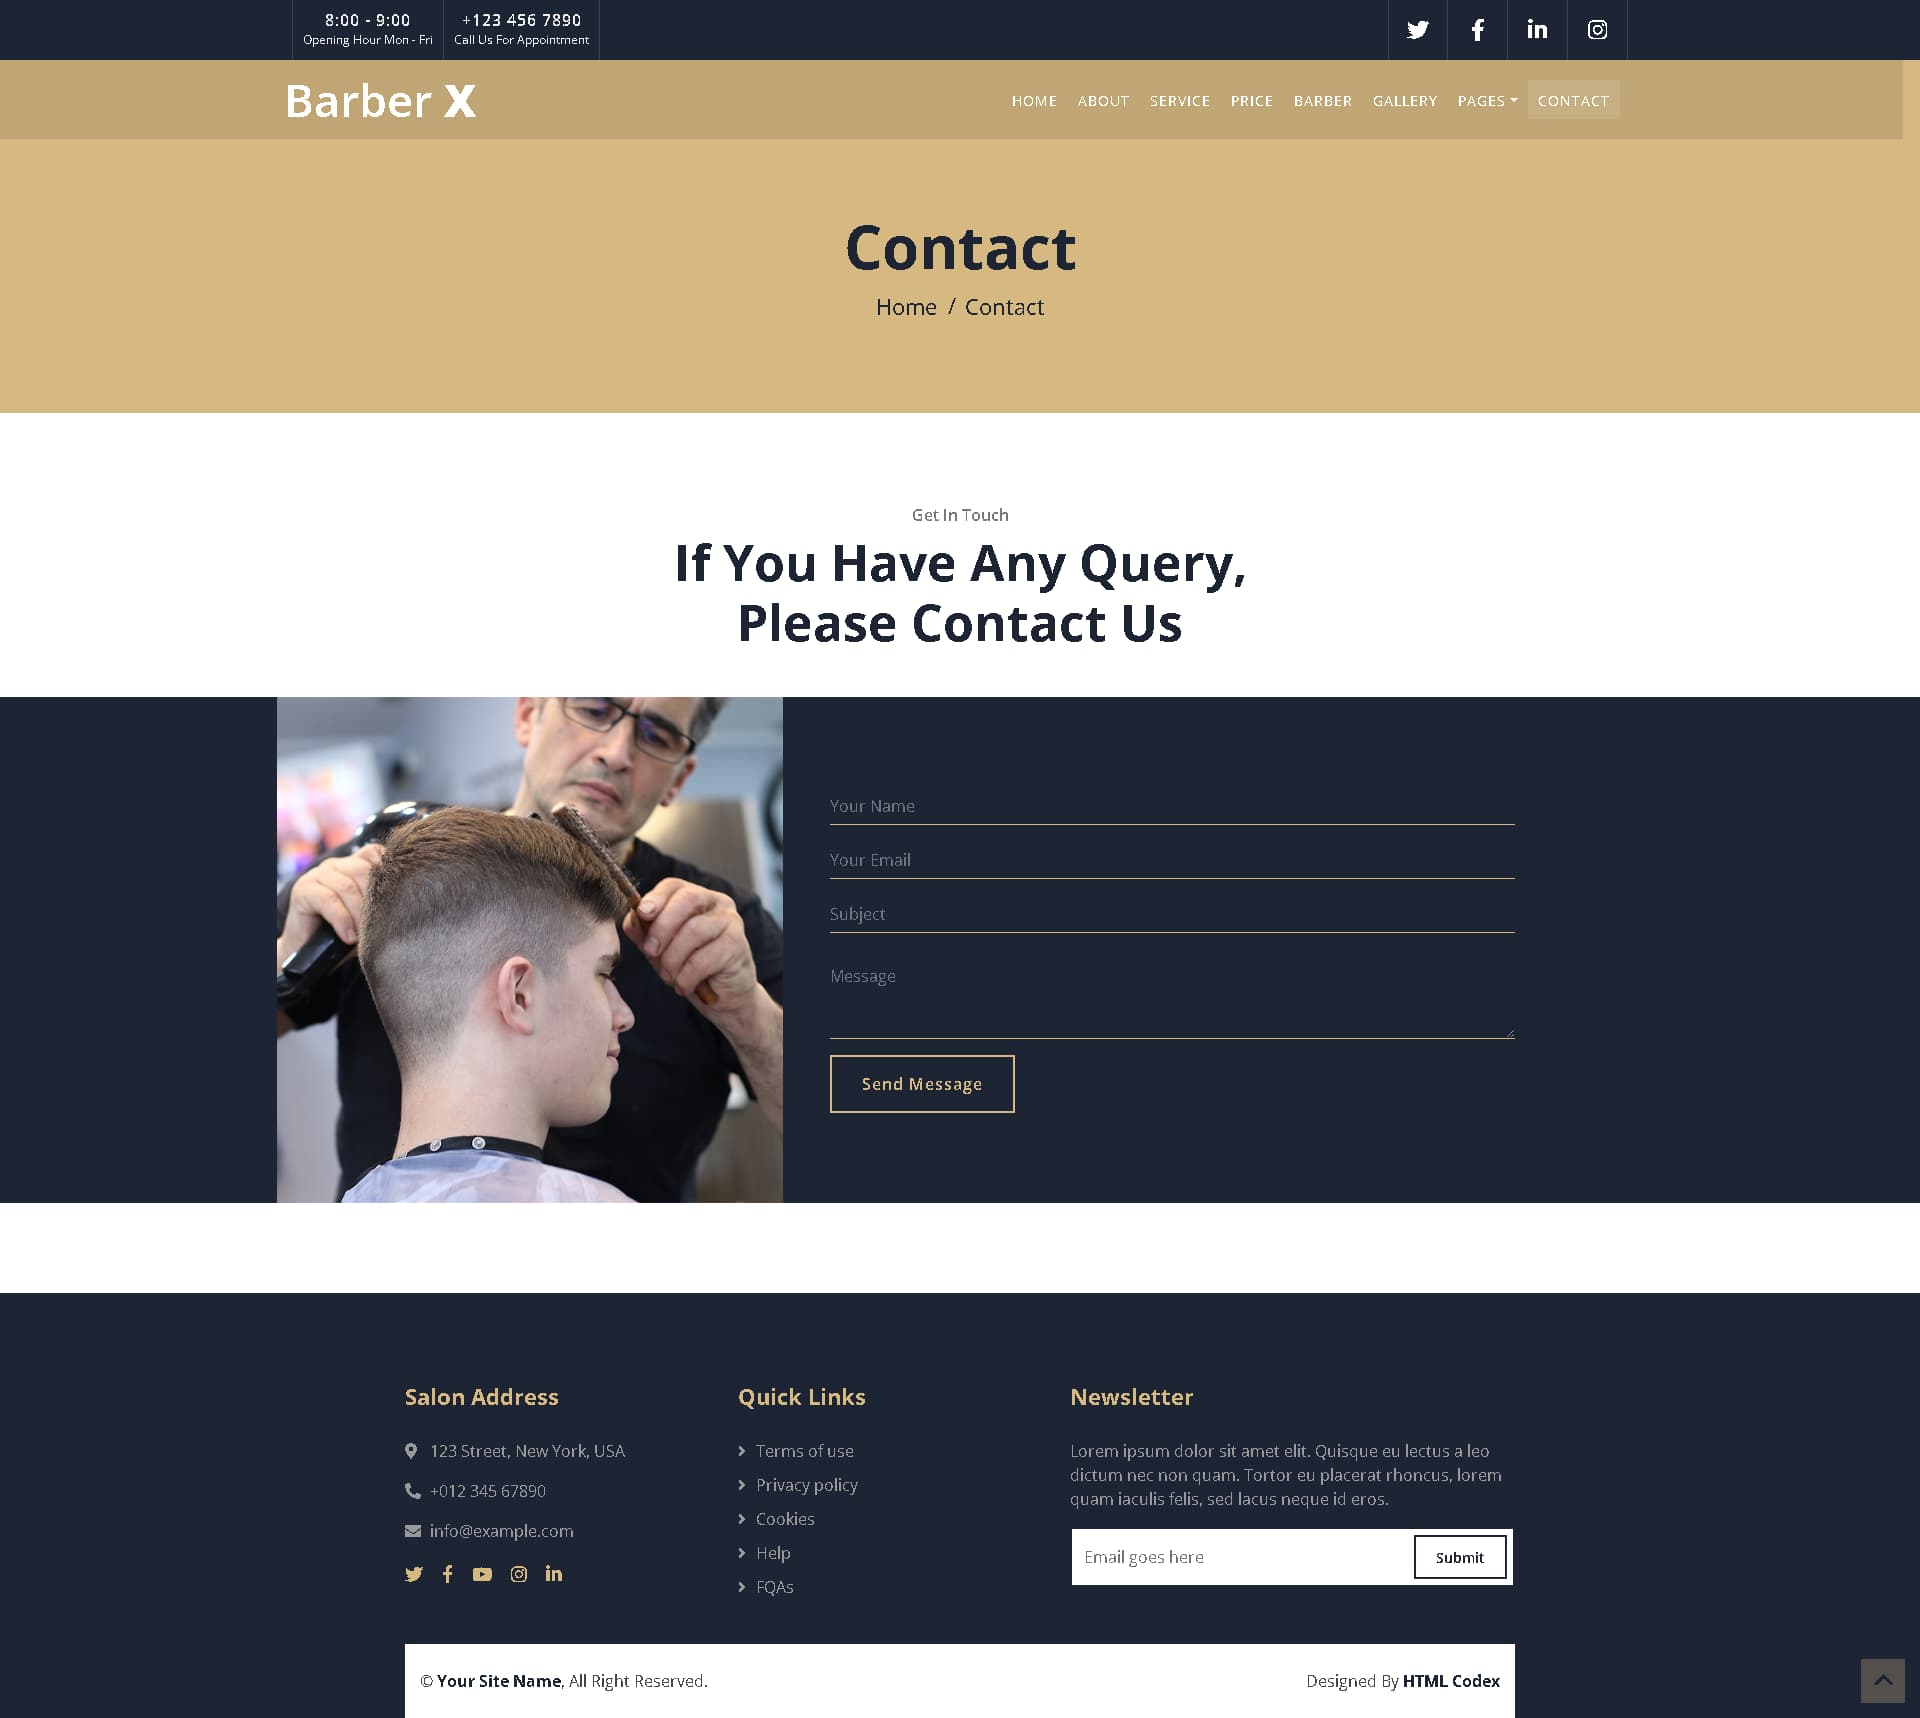 8:00 - 9:00
Opening Hour Mon - Fri
+123 456 7890
Call Us For Appointment
Barber X
HOME ABOUT SERVICE PRICE BARBER GALLERY PAGES CONTACT
Contact
Home / Contact
Get In Touch
If You Have Any Query,
Please Contact Us
Your Name
Your Email
Subject
Message
Send Message
Salon Address
123 Street, New York, USA
+012 345 67890
info@example.com
Quick Links
Terms of use
Privacy policy
Cookies
Help
FQAs
Newsletter
Lorem ipsum dolor sit amet elit. Quisque eu lectus a leo
dictum nec non quam. Tortor eu placerat rhoncus, lorem
quam iaculis felis, sed lacus neque id eros.
Email goes here
Submit
© Your Site Name, All Right Reserved.
Designed By HTML Codex